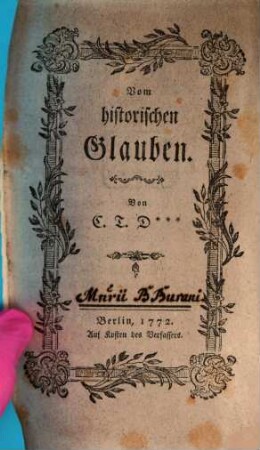 Vom
historischen
Glauben.
Von
C. T. D***
Berlin, 1772.
Auf Kosten des Verfassers.